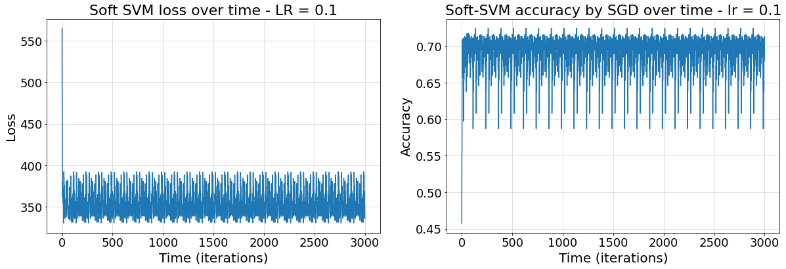 Soft SVM loss over time - LR = 0.1
550
500
450
400
350
Loss
0 500 1000 1500 2000 2500 3000
Time (iterations)
Soft-SVM accuracy by SGD over time - lr = 0.1
0.70
0.65
0.60
0.55
0.50
0.45
Accuracy
0 500 1000 1500 2000 2500 3000
Time (iterations)